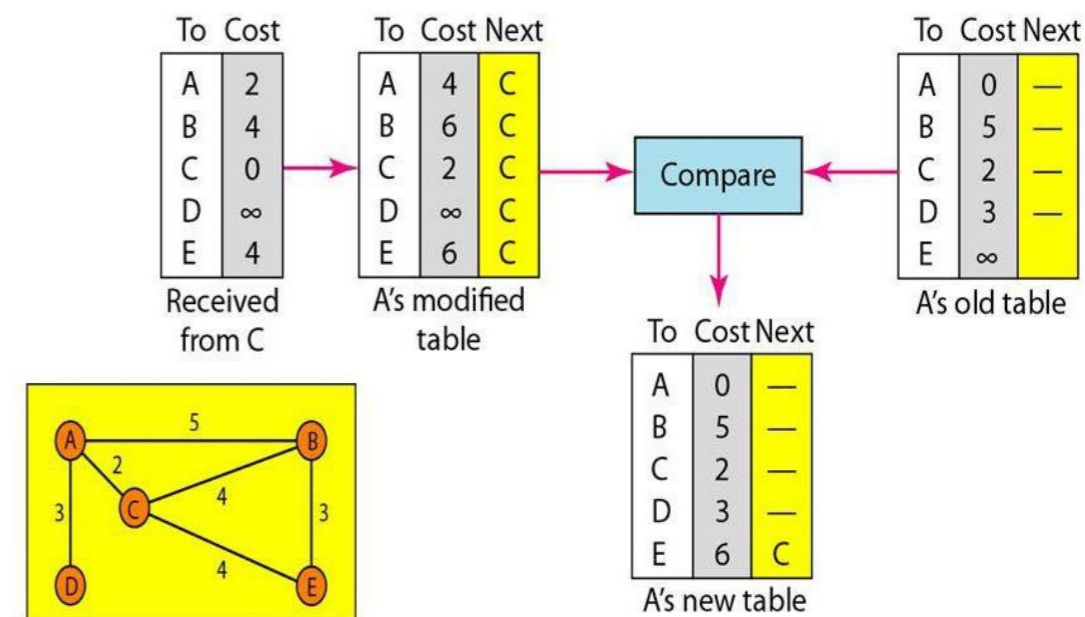 To Cost
A 2
B 4
C 0
D ∞
E 4
Received
from C
To Cost Next
A 4 C
B 6 C
C 2 C
D ∞ C
E 6 C
A's modified
table
Compare
To Cost Next
A 0 —
B 5 —
C 2 —
D 3 —
E ∞
A's old table
To Cost Next
A 0 —
B 5 —
C 2 —
D 3 —
E 6 C
A's new table
A 5 B
2
C 4
3 3
4
D E